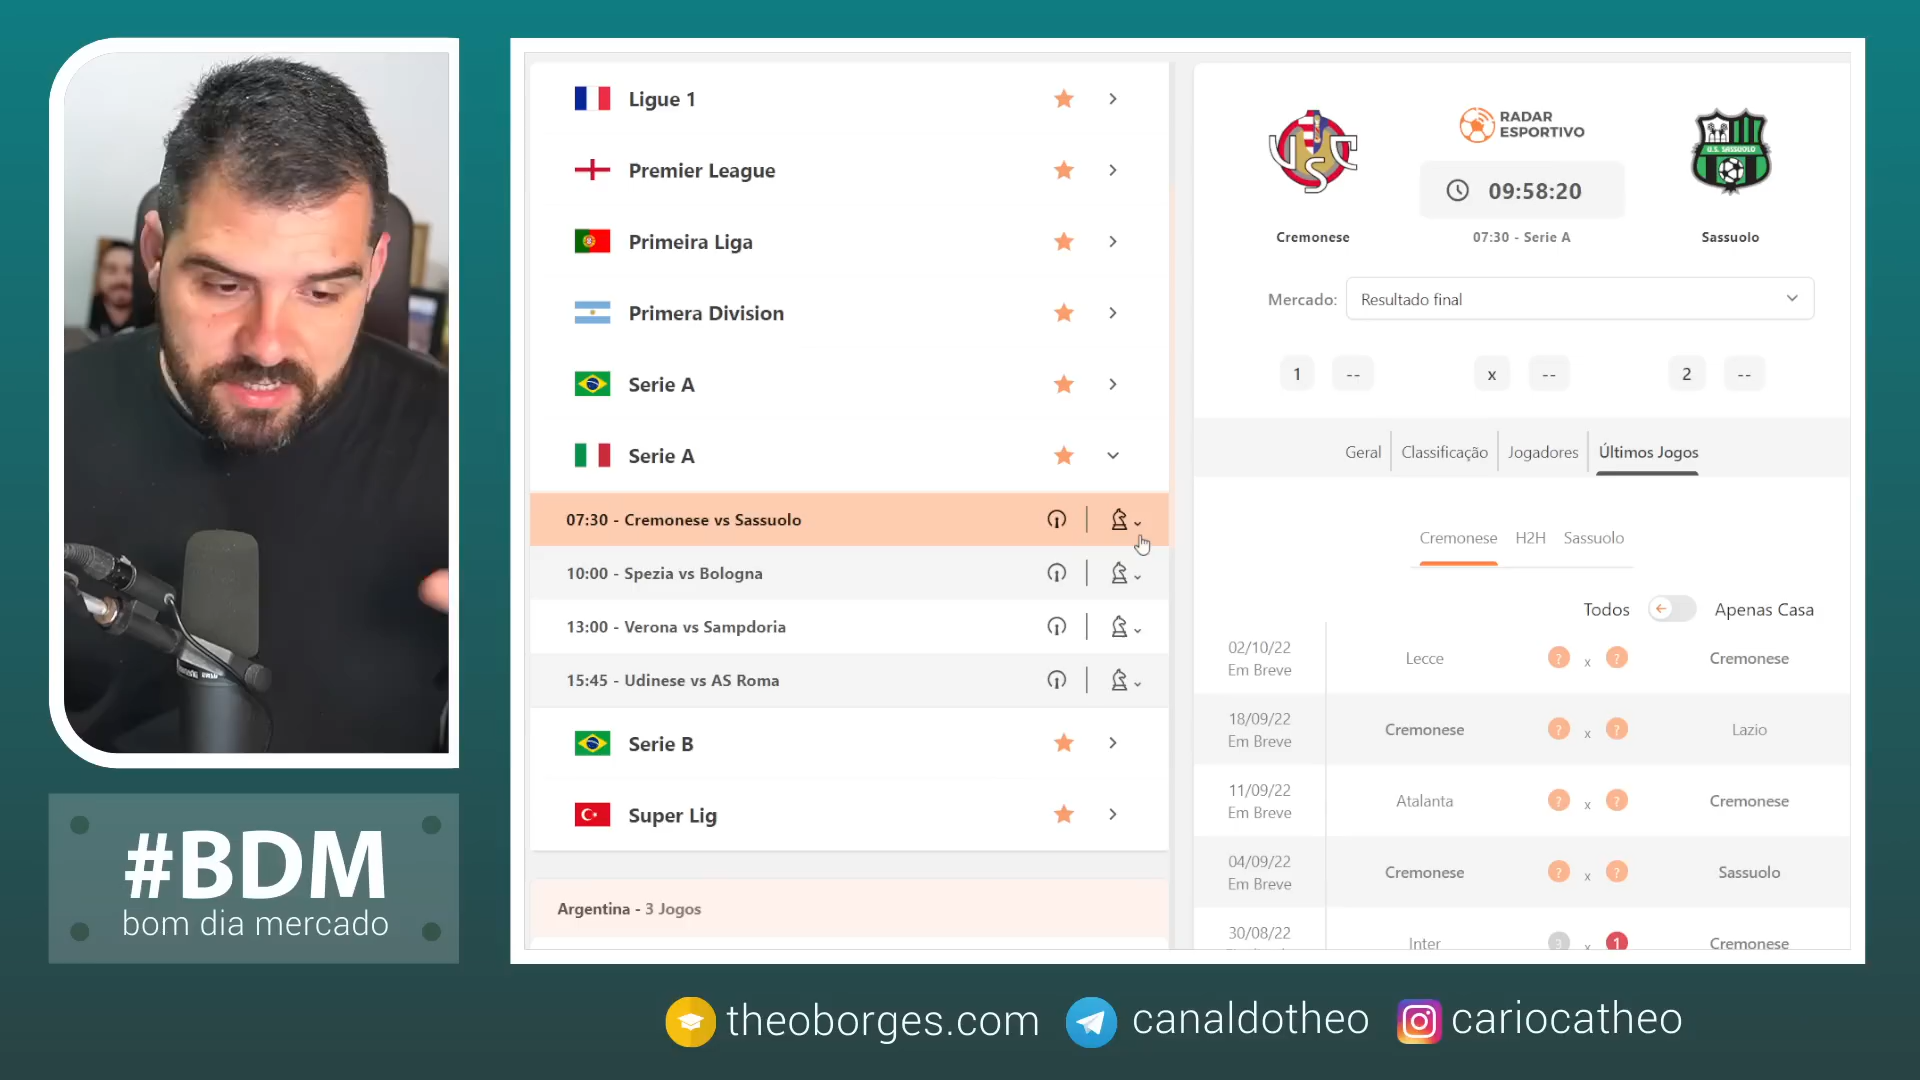 Ligue 1
Premier League
Primeira Liga
Primera Division
Serie A
Serie A
07:30 - Cremonese vs Sassuolo
10:00 - Spezia vs Bologna
13:00 - Verona vs Sampdoria
15:45 - Udinese vs AS Roma
Serie B
Super Lig
Argentina - 3 Jogos
RADAR
ESPORTIVO
USC
U.S. SASSUOLO
09:58:20
Cremonese
07:30 - Serie A
Sassuolo
Mercado: Resultado final
1 -- x -- 2 --
Geral Classificação Jogadores Últimos Jogos
Cremonese H2H Sassuolo
Todos Apenas Casa
02/10/22
Em Breve
Lecce ? x ? Cremonese
18/09/22
Em Breve
Cremonese ? x ? Lazio
11/09/22
Em Breve
Atalanta ? x ? Cremonese
04/09/22
Em Breve
Cremonese ? x ? Sassuolo
30/08/22
Inter 3 x 1 Cremonese
#BDM
bom dia mercado
theoborges.com canaldotheo cariocatheo